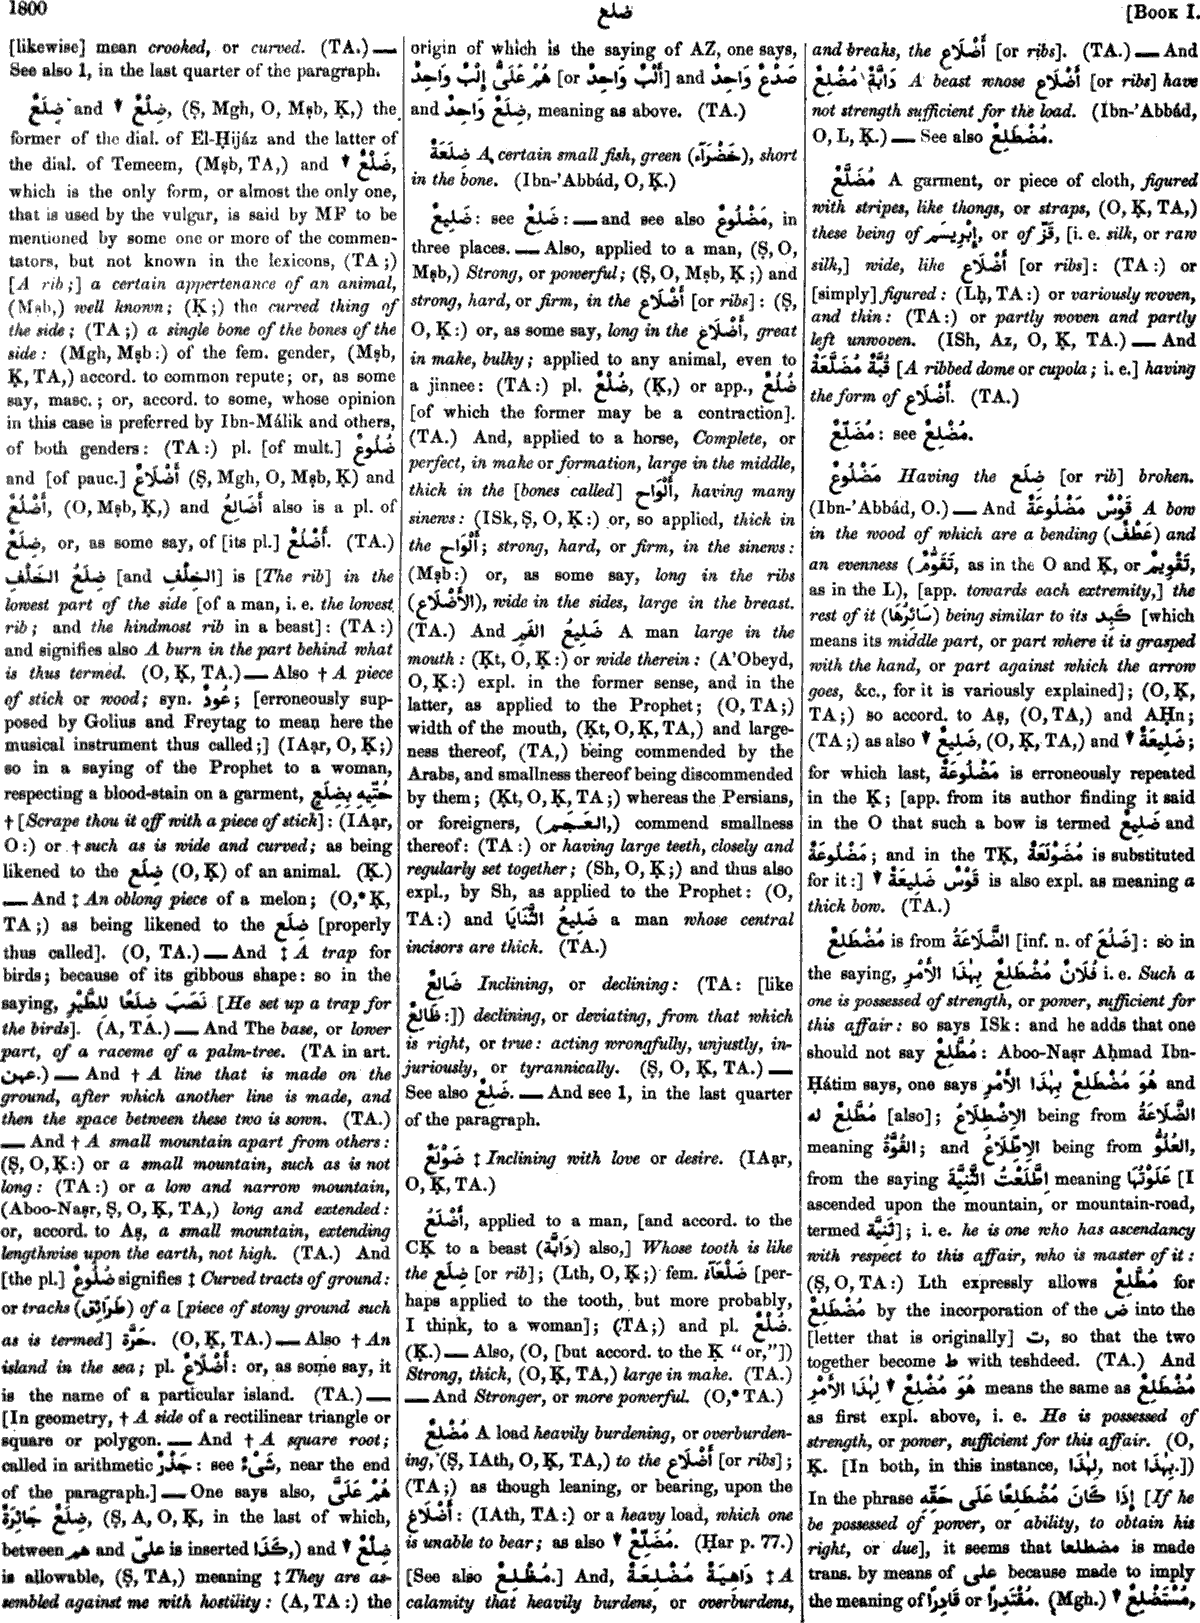 1800
ضلع
[Book I.
[likewise] mean crooked, or curved. (TA.) —
See also 1, in the last quarter of the paragraph.
ضِلَعٌ and ▼ ضِلْعٌ, (Ṣ, Mgh, O, Mṣb, Ḳ,) the
former of the dial. of El-Ḥijáz and the latter of
the dial. of Temeem, (Mṣb, TA,) and ▼ ضَلْعٌ,
which is the only form, or almost the only one,
that is used by the vulgar, is said by MF to be
mentioned by some one or more of the commen-
tators, but not known in the lexicons, (TA;)
[A rib;] a certain appertenance of an animal,
(Mṣb,) well known; (Ḳ;) the curved thing of
the side; (TA;) a single bone of the bones of the
side: (Mgh, Mṣb:) of the fem. gender, (Mṣb,
Ḳ, TA,) accord. to common repute; or, as some
say, masc.; or, accord. to some, whose opinion
in this case is preferred by Ibn-Málik and others,
of both genders: (TA:) pl. [of mult.] ضُلُوعٌ
and [of pauc.] أَضْلَاعٌ (Ṣ, Mgh, O, Mṣb, Ḳ) and
أَضْلُعٌ, (O, Mṣb, Ḳ,) and أَضَالِعُ also is a pl. of
ضِلَعٌ, or, as some say, of [its pl.] أَضْلُعٌ. (TA.)
ضِلَعُ الخَلْفِ [and الخِلْفِ] is [The rib] in the
lowest part of the side [of a man, i. e. the lowest
rib; and the hindmost rib in a beast]: (TA:)
and signifies also A burn in the part behind what
is thus termed. (O, Ḳ, TA.) — Also † A piece
of stick or wood; syn. عُودٌ; [erroneously sup-
posed by Golius and Freytag to mean here the
musical instrument thus called;] (IAạr, O, Ḳ;)
so in a saying of the Prophet to a woman,
respecting a blood-stain on a garment, حُتِّيهِ بِضِلَعٍ
† [Scrape thou it off with a piece of stick]: (IAạr,
O:) or † such as is wide and curved; as being
likened to the ضِلَع (O, Ḳ) of an animal. (Ḳ.)
— And ‡ An oblong piece of a melon; (O,* Ḳ,
TA;) as being likened to the ضِلَع [properly
thus called]. (O, TA.) — And ‡ A trap for
birds; because of its gibbous shape: so in the
saying, نَصَبَ ضِلَعًا لِلطَّيْرِ [He set up a trap for
the birds]. (A, TA.) — And The base, or lower
part, of a raceme of a palm-tree. (TA in art.
عهن.) — And † A line that is made on the
ground, after which another line is made, and
then the space between these two is sown. (TA.)
— And † A small mountain apart from others:
(Ṣ, O, Ḳ:) or a small mountain, such as is not
long: (TA:) or a low and narrow mountain,
(Aboo-Naṣr, Ṣ, O, Ḳ, TA,) long and extended:
or, accord. to Aṣ, a small mountain, extending
lengthwise upon the earth, not high. (TA.) And
[the pl.] ضُلُوعٌ signifies ‡ Curved tracts of ground:
or tracks (طَرَائِق) of a [piece of stony ground such
as is termed] حَرَّة. (O, Ḳ, TA.) — Also † An
island in the sea; pl. أَضْلَاعٌ: or, as some say, it
is the name of a particular island. (TA.) —
[In geometry, † A side of a rectilinear triangle or
square or polygon. — And † A square root;
called in arithmetic جَذْرٌ: see شَىْءٌ, near the end
of the paragraph.] — One says also, هُمْ عَلَىَّ
ضِلَعٌ جَائِرَةٌ, (Ṣ, A, O, Ḳ, in the last of which,
between هم and علىّ is inserted كَذَا,) and ▼ ضِلْعٌ
is allowable, (Ṣ, TA,) meaning ‡ They are as-
sembled against me with hostility: (A, TA:) the
origin of which is the saying of AZ, one says,
هُمْ عَلَىَّ إِلْبٌ وَاحِدٌ [or أَلْبٌ وَاحِدٌ] and صَدْعٌ وَاحِدٌ
and ضِلَعٌ وَاحِدٌ, meaning as above. (TA.)
ضِلَعَةٌ A certain small fish, green (خَضْرَآء), short
in the bone. (Ibn-'Abbád, O, Ḳ.)
ضَلِيعٌ: see ضَلِعٌ: — and see also مَضْلُوعٌ, in
three places. — Also, applied to a man, (Ṣ, O,
Mṣb,) Strong, or powerful; (Ṣ, O, Mṣb, Ḳ;) and
strong, hard, or firm, in the أَضْلَاع [or ribs]: (Ṣ,
O, Ḳ:) or, as some say, long in the أَضْلَاع, great
in make, bulky; applied to any animal, even to
a jinnee: (TA:) pl. ضُلْعٌ, (Ḳ,) or app., ضُلُعٌ
[of which the former may be a contraction].
(TA.) And, applied to a horse, Complete, or
perfect, in make or formation, large in the middle,
thick in the [bones called] أَلْوَاح, having many
sinews: (ISk, Ṣ, O, Ḳ:) or, so applied, thick in
the أَلْوَاح; strong, hard, or firm, in the sinews:
(Mṣb:) or, as some say, long in the ribs
(الأَضْلَاع), wide in the sides, large in the breast.
(TA.) And ضَلِيعُ الفَمِ A man large in the
mouth: (Ḳt, O, Ḳ:) or wide therein: (A'Obeyd,
O, Ḳ:) expl. in the former sense, and in the
latter, as applied to the Prophet; (O, TA;)
width of the mouth, (Ḳt, O, Ḳ, TA,) and large-
ness thereof, (TA,) being commended by the
Arabs, and smallness thereof being discommended
by them; (Ḳt, O, Ḳ, TA;) whereas the Persians,
or foreigners, (العَجَم,) commend smallness
thereof: (TA:) or having large teeth, closely and
regularly set together; (Sh, O, Ḳ;) and thus also
expl., by Sh, as applied to the Prophet: (O,
TA:) and ضَلِيعُ الثَّنَايَا a man whose central
incisors are thick. (TA.)
ضَالِعٌ Inclining, or declining: (TA: [like
ظَالِعٌ:]) declining, or deviating, from that which
is right, or true: acting wrongfully, unjustly, in-
juriously, or tyrannically. (Ṣ, O, Ḳ, TA.) —
See also ضَلِعٌ. — And see 1, in the last quarter
of the paragraph.
ضَوْلَعٌ ‡ Inclining with love or desire. (IAạr,
O, Ḳ, TA.)
أَضْلَعُ, applied to a man, [and accord. to the
CḲ to a beast (دَابَّة) also,] Whose tooth is like
the ضِلَع [or rib]; (Lth, O, Ḳ;) fem. ضَلْعَآءُ [per-
haps applied to the tooth, but more probably,
I think, to a woman]; (TA;) and pl. ضُلْعٌ.
(Ḳ.) — Also, (O, [but accord. to the Ḳ "or,"])
Strong, thick, (O, Ḳ, TA,) large in make. (TA.)
— And Stronger, or more powerful. (O,* TA.)
مُضْلِعٌ A load heavily burdening, or overburden-
ing, (Ṣ, IAth, O, Ḳ, TA,) to the أَضْلَاع [or ribs];
(TA;) as though leaning, or bearing, upon the
أَضْلَاع: (IAth, TA:) or a heavy load, which one
is unable to bear; as also ▼ مُضَلِّعٌ. (Ḥar p. 77.)
[See also مُظْلِعٌ.] And, دَاهِيَةٌ مُضْلِعَةٌ ‡ A
calamity that heavily burdens, or overburdens,
and breaks, the أَضْلَاع [or ribs]. (TA.) — And
دَابَّةٌ مُضْلِعٌ A beast whose أَضْلَاع [or ribs] have
not strength sufficient for the load. (Ibn-'Abbád,
O, L, Ḳ.) — See also مُضْطَلِعٌ.
مُضَلَّعٌ A garment, or piece of cloth, figured
with stripes, like thongs, or straps, (O, Ḳ, TA,)
these being of إِبْرِيسَم, or of قَزّ, [i. e. silk, or raw
silk,] wide, like أَضْلَاع [or ribs]: (TA:) or
[simply] figured: (Lḥ, TA:) or variously woven,
and thin: (TA:) or partly woven and partly
left unwoven. (ISh, Az, O, Ḳ, TA.) — And
قُبَّةٌ مُضَلَّعَةٌ [A ribbed dome or cupola; i. e.] having
the form of أَضْلَاع. (TA.)
مُضَلِّعٌ: see مُضْلِعٌ.
مَضْلُوعٌ Having the ضِلَع [or rib] broken.
(Ibn-'Abbád, O.) — And قَوْسٌ مَضْلُوعَةٌ A bow
in the wood of which are a bending (عَطْفٌ) and
an evenness (تَقَوُّمٌ, as in the O and Ḳ, or تَقْوِيمٌ,
as in the L), [app. towards each extremity,] the
rest of it (سَائِرُهَا) being similar to its كَبِد [which
means its middle part, or part where it is grasped
with the hand, or part against which the arrow
goes, &c., for it is variously explained]; (O, Ḳ,
TA;) so accord. to Aṣ, (O, TA,) and AḤn;
(TA;) as also ▼ ضَلِيعٌ, (O, Ḳ, TA,) and ▼ ضَلِيعَةٌ;
for which last, مَضْلُوعَةٌ is erroneously repeated
in the Ḳ; [app. from its author finding it said
in the O that such a bow is termed ضَلِيعٌ and
مَضْلُوعَةٌ; and in the TḲ, مَضْوَلَعَةٌ is substituted
for it:] ▼ قَوْسٌ ضَلِيعَةٌ is also expl. as meaning a
thick bow. (TA.)
مُضْطَلِعٌ is from الضَّلَاعَةُ [inf. n. of ضَلُعَ]: so in
the saying, فُلَانٌ مُضْطَلِعٌ بِهٰذَا الأَمْرِ i. e. Such a
one is possessed of strength, or power, sufficient for
this affair: so says ISk: and he adds that one
should not say مُطَّلِعٌ: Aboo-Naṣr Aḥmad Ibn-
Ḥátim says, one says هُوَ مُضْطَلِعٌ بِهٰذَا الأَمْرِ and
مُطَّلِعٌ له [also]; الاِضْطِلَاعُ being from الضَّلَاعَةُ
meaning القُوَّةُ; and الاِطِّلَاعُ being from العُلُوُّ,
from the saying اِطَّلَعْتُ الثَّنِيَّةَ meaning عَلَوْتُهَا [I
ascended upon the mountain, or mountain-road,
termed ثَنِيَّة]; i. e. he is one who has ascendancy
with respect to this affair, who is master of it:
(Ṣ, O, TA:) Lth expressly allows مُطَّلِعٌ for
مُضْطَلِعٌ by the incorporation of the ض into the
[letter that is originally] ت, so that the two
together become ط with teshdeed. (TA.) And
هُوَ مُضْلِعٌ ▼ لِهٰذَا الأَمْرِ means the same as مُضْطَلِعٌ
as first expl. above, i. e. He is possessed of
strength, or power, sufficient for this affair. (O,
Ḳ. [In both, in this instance, لِهٰذَا, not بِهٰذَا.])
In the phrase إِذَا كَانَ مُضْطَلِعًا عَلَى حَقِّهِ [If he
be possessed of power, or ability, to obtain his
right, or due], it seems that مضطلعا is made
trans. by means of على because made to imply
the meaning of قَادِرًا or مُقْتَدِرًا. (Mgh.) ▼ مُسْتَضْلِعٌ,